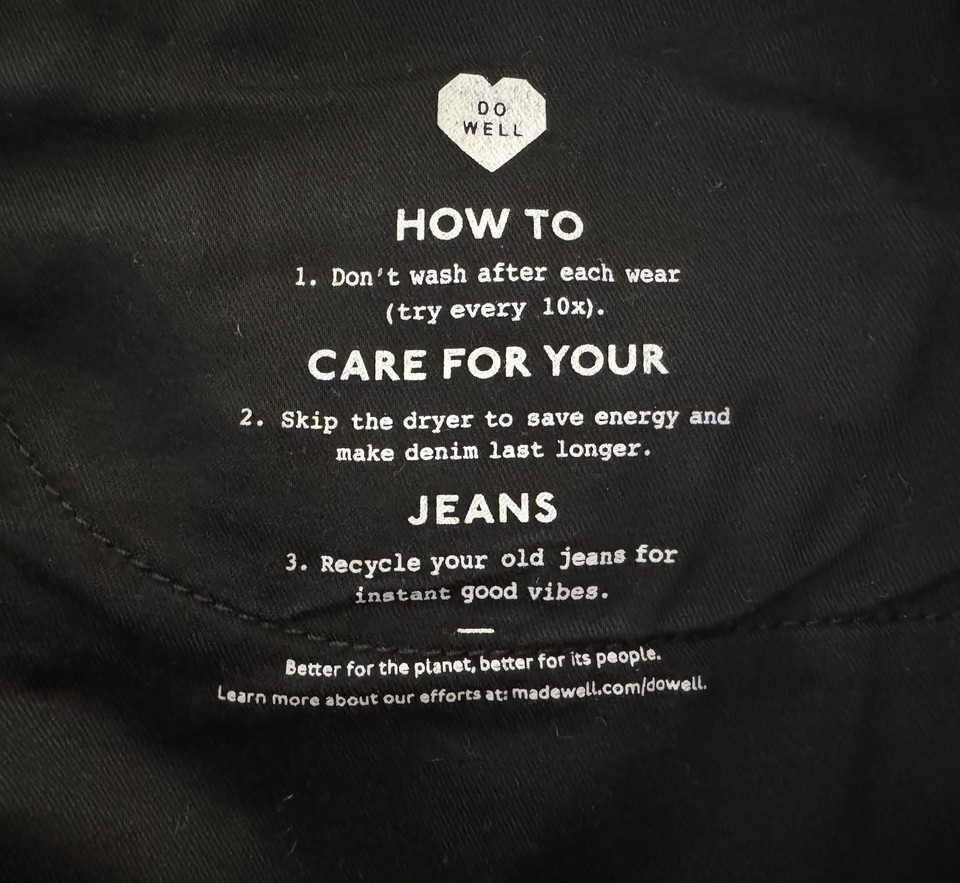 DO
WELL
HOW TO
1. Don't wash after each wear
(try every 10x).
CARE FOR YOUR
2. Skip the dryer to save energy and
make denim last longer.
JEANS
3. Recycle your old jeans for
instant good vibes.
Better for the planet, better for its people.
Learn more about our efforts at: madewell.com/dowell.